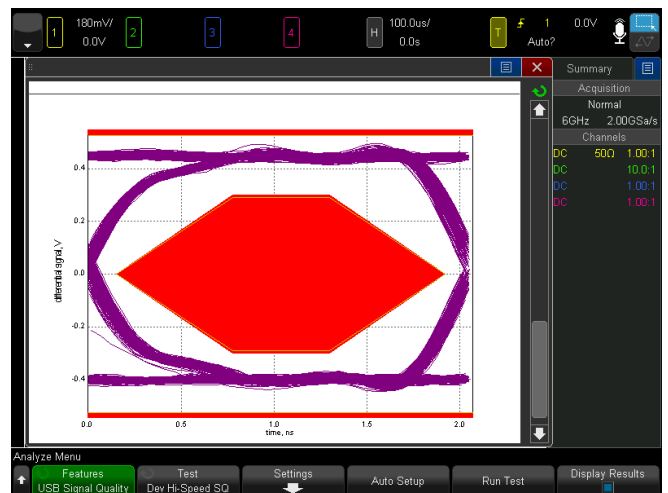 1 180mV/ 2 3 4 H 100.0us/ T 1 0.0V
0.0V 0.0s Auto?
Summary
Acquisition
Normal
6GHz 2.00GSa/s
Channels
DC 50Ω 1.00:1
DC 10.0:1
DC 1.00:1
DC 1.00:1
differential signal, V
0.4
0.2
0.0
-0.2
-0.4
0.0 0.5 1.0 1.5 2.0
time, ns
Analyze Menu
Features Test Settings Auto Setup Run Test Display Results
USB Signal Quality Dev Hi-Speed SQ